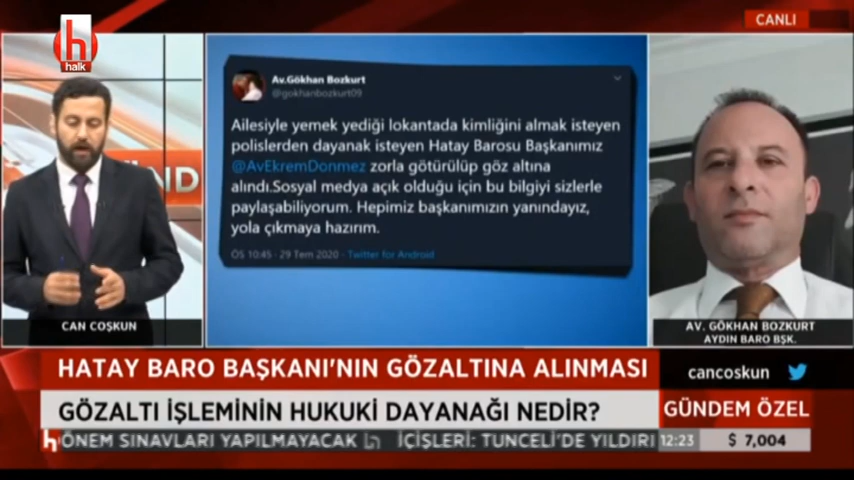 CANLI
h
halk
Av.Gökhan Bozkurt
@gokhanbozkurt09
Ailesiyle yemek yediği lokantada kimliğini almak isteyen
polislerden dayanak isteyen Hatay Barosu Başkanımız
@AvEkremDonmez zorla götürülüp göz altına
alındı.Sosyal medya açık olduğu için bu bilgiyi sizlerle
paylaşabiliyorum. Hepimiz başkanımızın yanındayız,
yola çıkmaya hazırım.
ÖS 10:45 · 29 Tem 2020 · Twitter for Android
CAN COŞKUN
AV. GÖKHAN BOZKURT
AYDIN BARO BŞK.
HATAY BARO BAŞKANI'NIN GÖZALTINA ALINMASI
cancoskun
GÖZALTI İŞLEMİNİN HUKUKİ DAYANAĞI NEDİR?
GÜNDEM ÖZEL
h ÖNEM SINAVLARI YAPILMAYACAK h İÇİŞLERİ: TUNCELİ'DE YILDIRI 12:23 $ 7,004